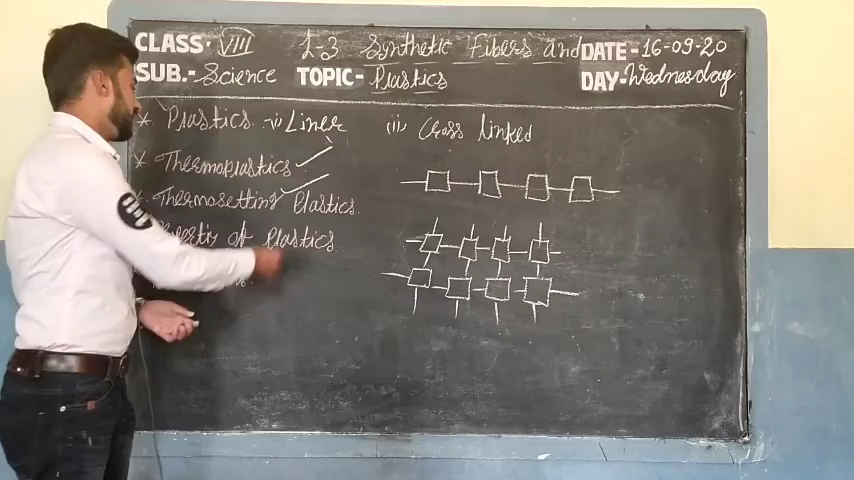 CLASS- VIII L-3 Synthetic Fibers and DATE - 16-09-20
SUB.- Science TOPIC- Plastics DAY- Wednesday
* Plastics (i) Liner (ii) Cross linked
* Thermoplastics
* Thermosetting Plastics
of Plastics